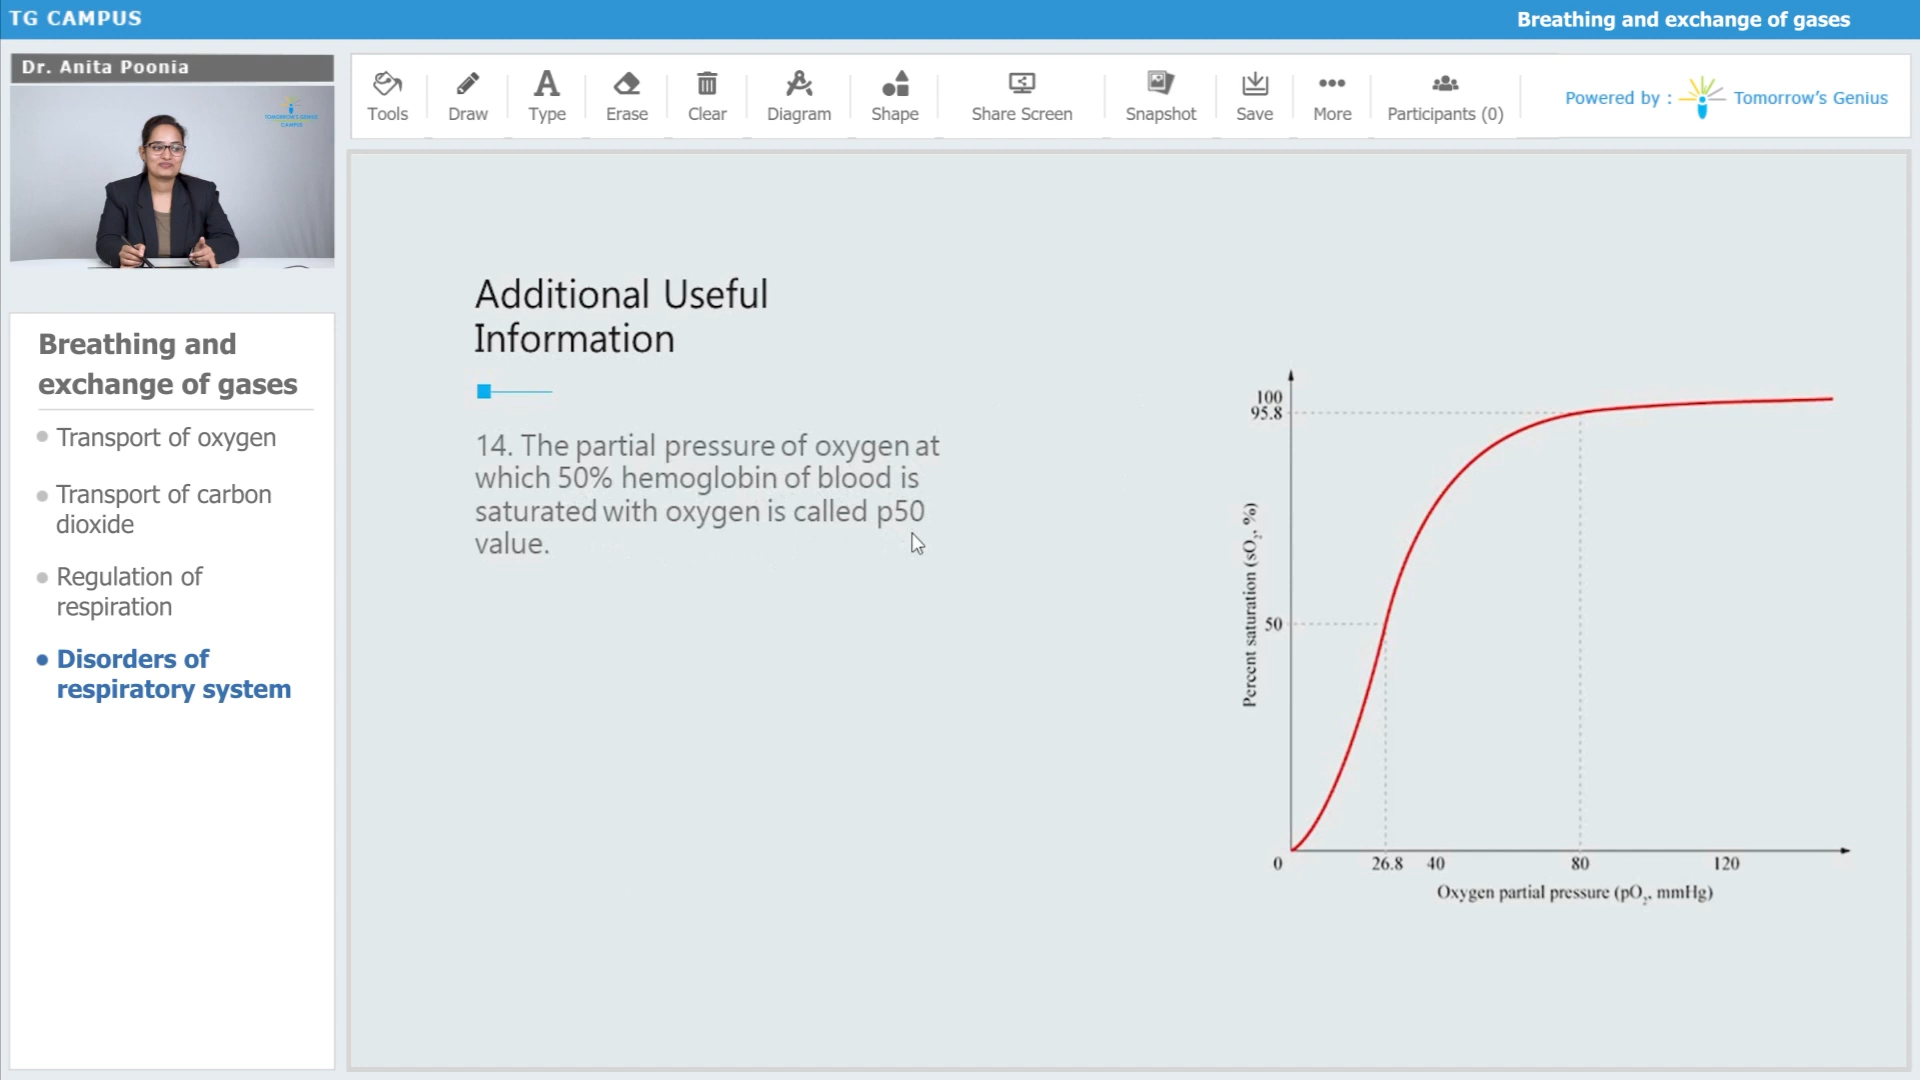 TG CAMPUS
Breathing and exchange of gases
Dr. Anita Poonia
TOMORROW'S GENIUS
CAMPUS
Tools
Draw
Type
Erase
Clear
Diagram
Shape
Share Screen
Snapshot
Save
More
Participants (0)
Powered by :
Tomorrow's Genius
Breathing and
exchange of gases
Transport of oxygen
Transport of carbon
dioxide
Regulation of
respiration
Disorders of
respiratory system
Additional Useful
Information
14. The partial pressure of oxygen at
which 50% hemoglobin of blood is
saturated with oxygen is called p50
value.
100
95.8
Percent saturation (sO₂, %)
50
0
26.8
40
80
120
Oxygen partial pressure (pO₂, mmHg)